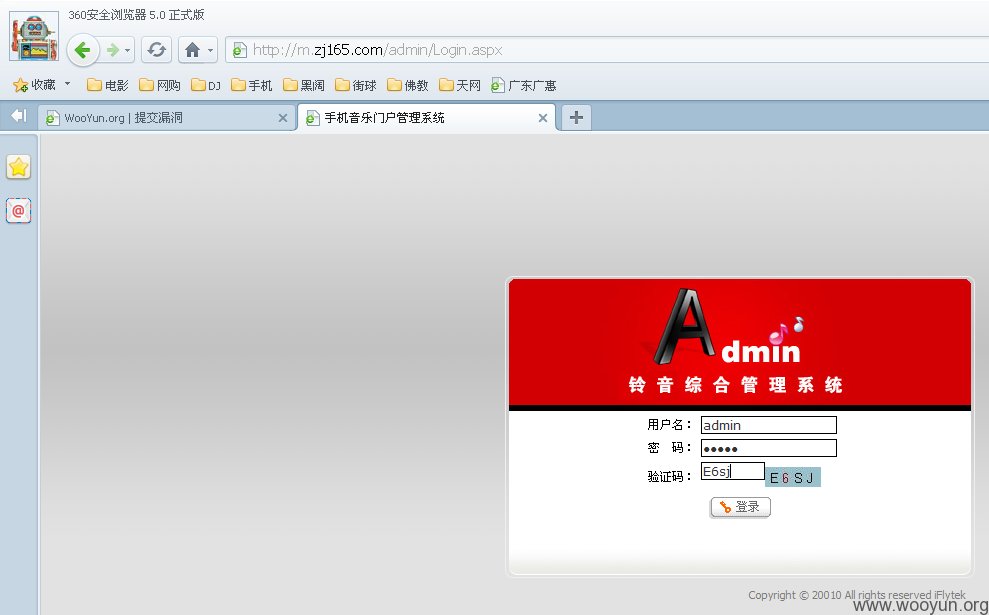 360安全浏览器 5.0 正式版
http://m.zj165.com/admin/Login.aspx
收藏 电影 网购 DJ 手机 黑阔 街球 佛教 天网 广东广惠
WooYun.org | 提交漏洞 手机音乐门户管理系统
Admin
铃音综合管理系统
用户名： admin
密 码： •••••
验证码： E6sj E6SJ
登录
Copyright © 20010 All rights reserved iFlytek
www.wooyun.org